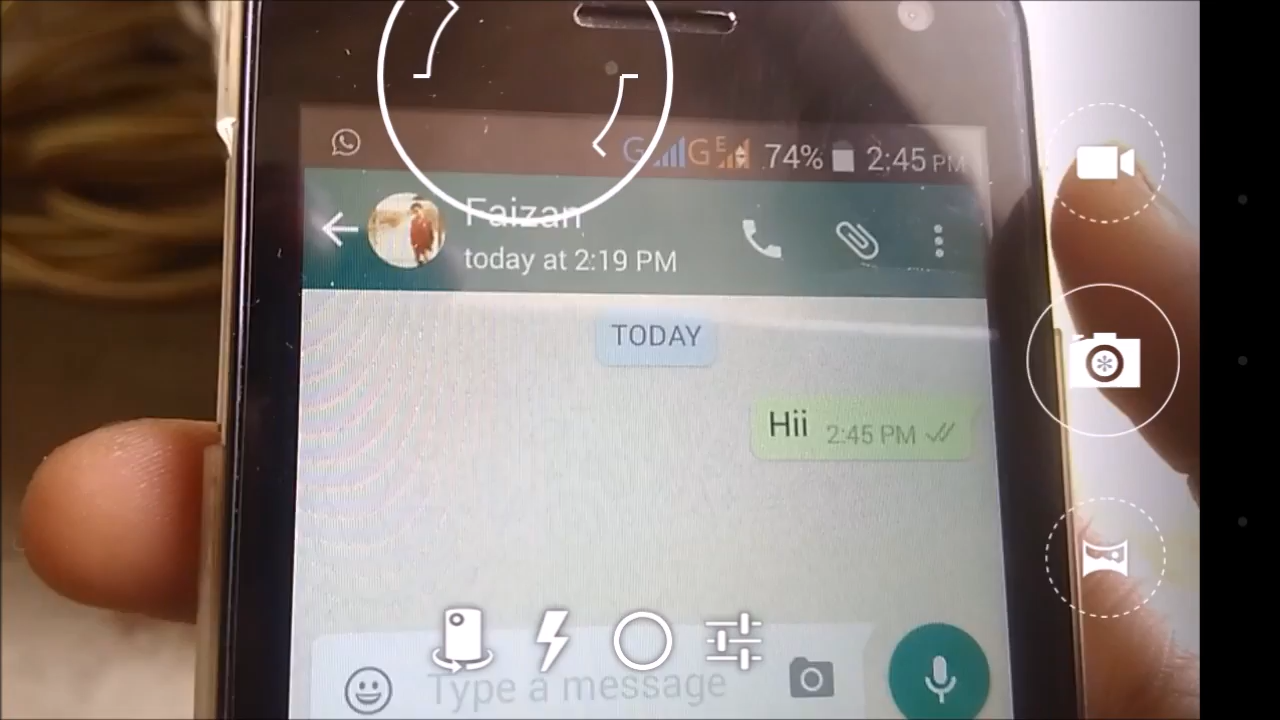 G G E 74% 2:45 PM
Faizan
today at 2:19 PM
TODAY
Hii 2:45 PM
Type a message